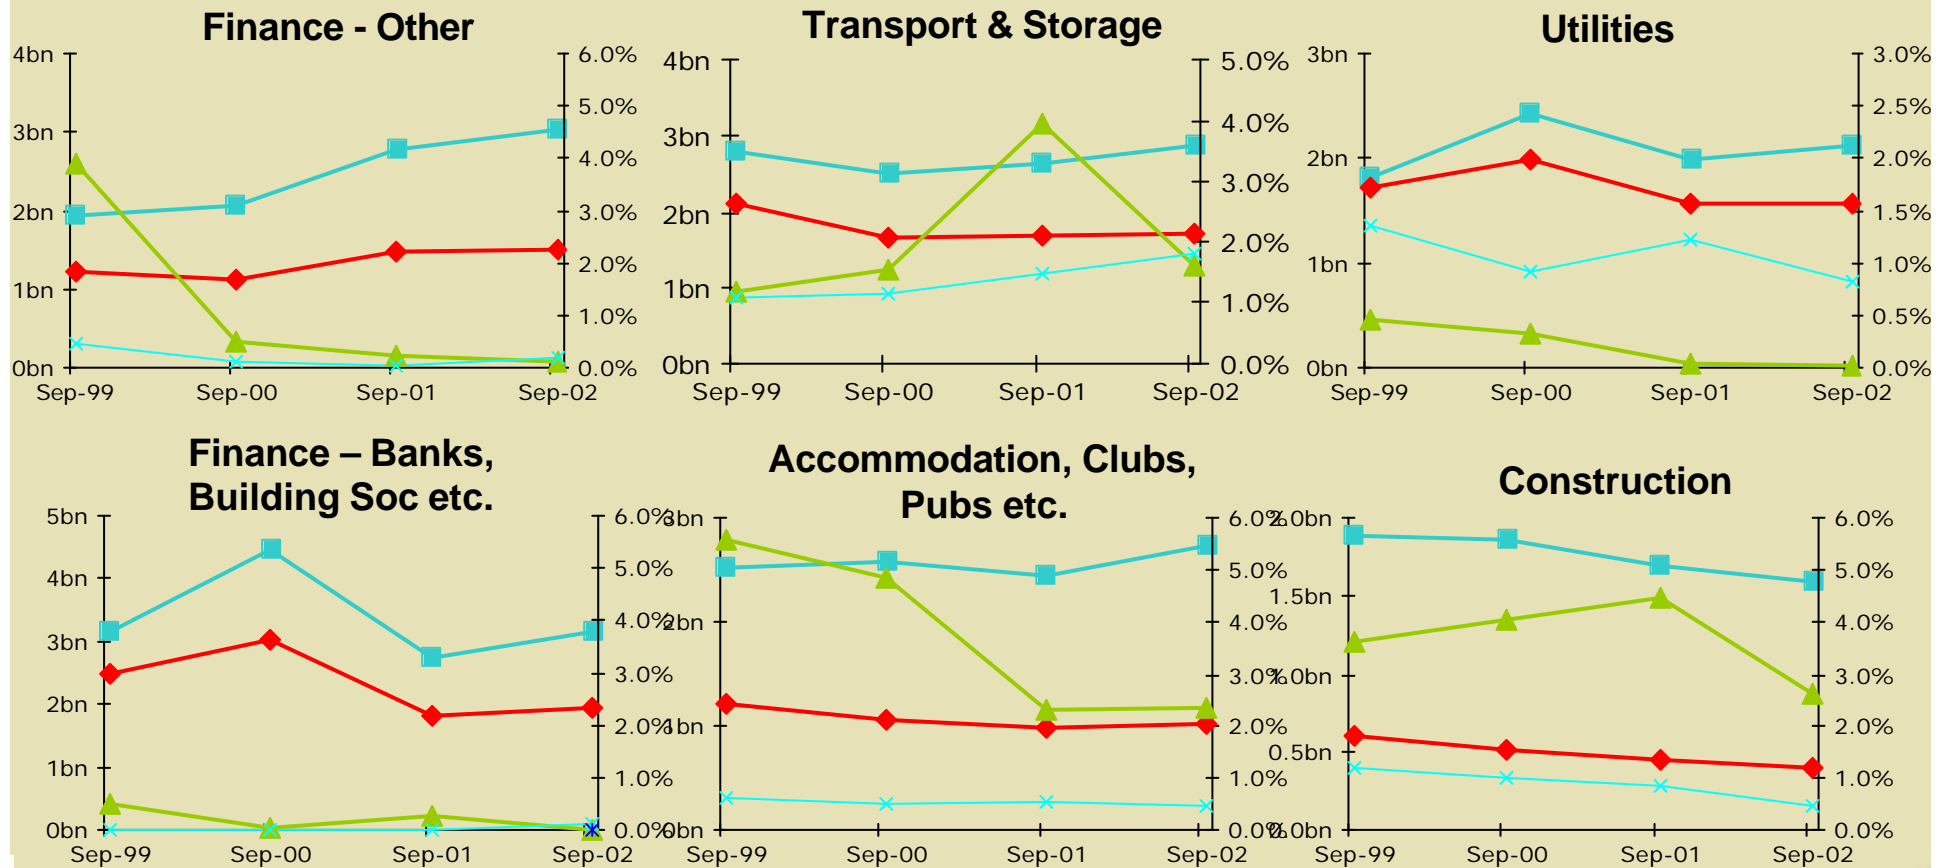 Finance - Other
4bn
3bn
2bn
1bn
0bn
6.0%
5.0%
4.0%
3.0%
2.0%
1.0%
0.0%
Sep-99 Sep-00 Sep-01 Sep-02
Transport & Storage
4bn
3bn
2bn
1bn
0bn
5.0%
4.0%
3.0%
2.0%
1.0%
0.0%
Sep-99 Sep-00 Sep-01 Sep-02
Utilities
3bn
2bn
1bn
0bn
3.0%
2.5%
2.0%
1.5%
1.0%
0.5%
0.0%
Sep-99 Sep-00 Sep-01 Sep-02
Finance – Banks,
Building Soc etc.
5bn
4bn
3bn
2bn
1bn
0bn
6.0%
5.0%
4.0%
3.0%
2.0%
1.0%
0.0%
Sep-99 Sep-00 Sep-01 Sep-02
Accommodation, Clubs,
Pubs etc.
3bn
2bn
1bn
0bn
6.0%
5.0%
4.0%
3.0%
2.0%
1.0%
0.0%
Sep-99 Sep-00 Sep-01 Sep-02
Construction
2.0bn
1.5bn
1.0bn
0.5bn
0.0bn
6.0%
5.0%
4.0%
3.0%
2.0%
1.0%
0.0%
Sep-99 Sep-00 Sep-01 Sep-02